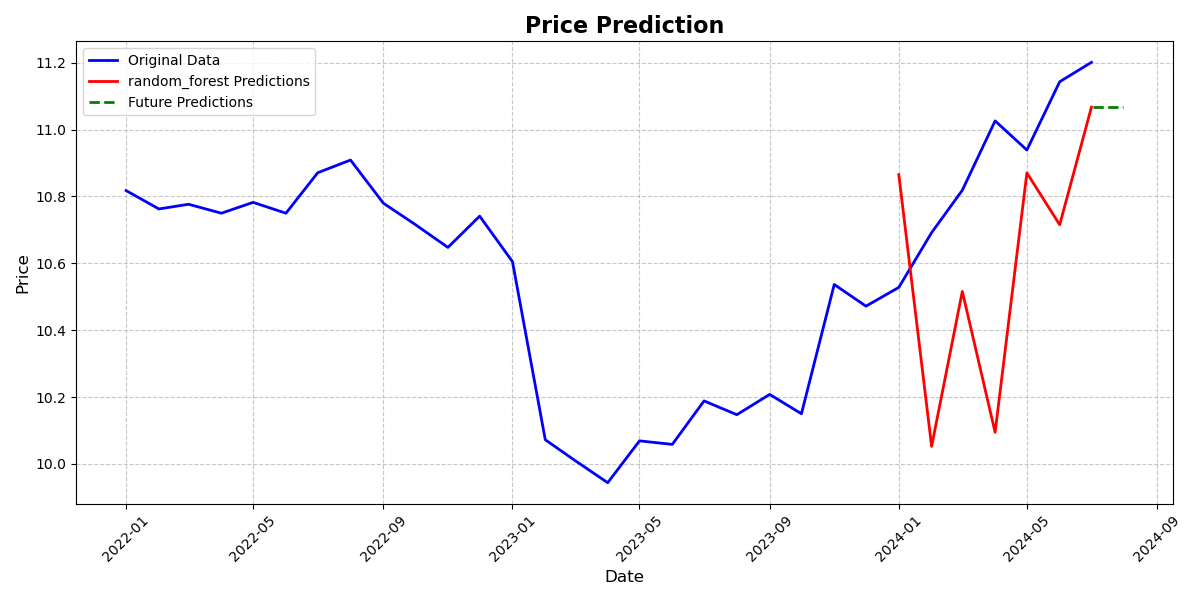 Price Prediction
Original Data
random_forest Predictions
Future Predictions
Price
11.2
11.0
10.8
10.6
10.4
10.2
10.0
2022-01
2022-05
2022-09
2023-01
2023-05
2023-09
2024-01
2024-05
2024-09
Date